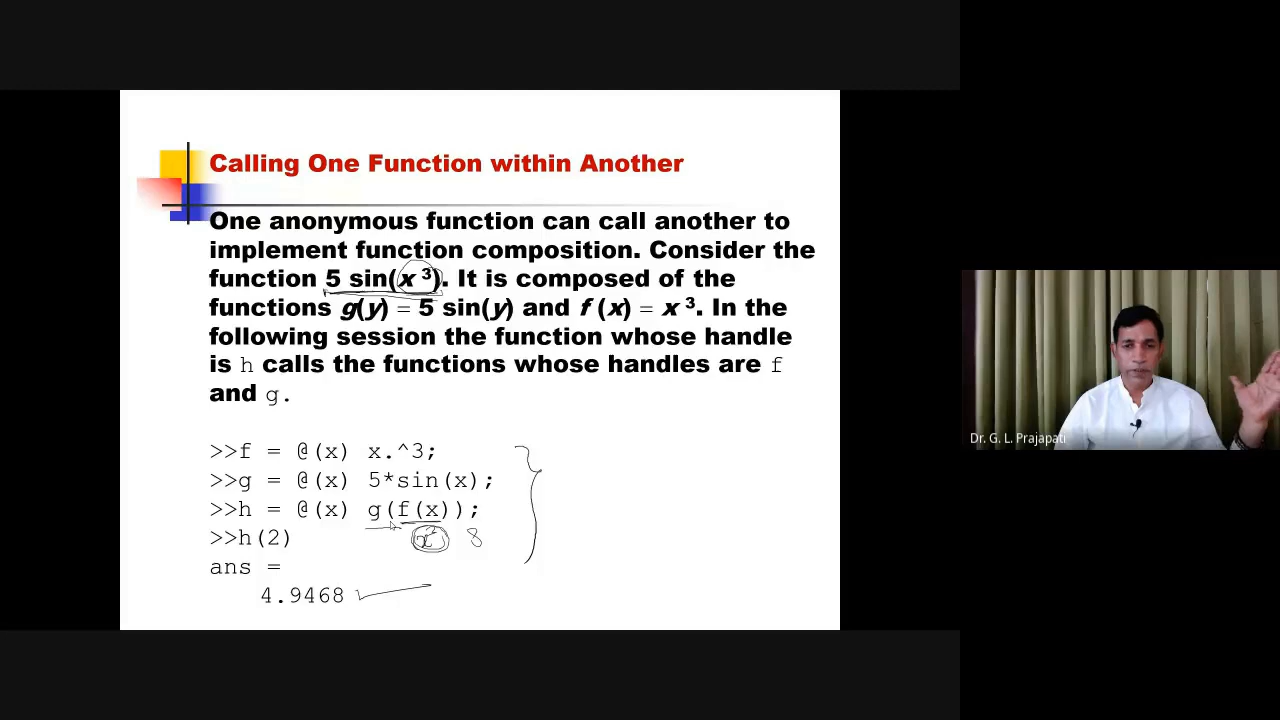 Calling One Function within Another
One anonymous function can call another to
implement function composition. Consider the
function 5 sin(x ³). It is composed of the
functions g(y) = 5 sin(y) and f (x) = x ³. In the
following session the function whose handle
is h calls the functions whose handles are f
and g.
>>f = @(x) x.^3;
>>g = @(x) 5*sin(x);
>>h = @(x) g(f(x));
>>h(2)
8
ans =
4.9468
Dr. G. L. Prajapati